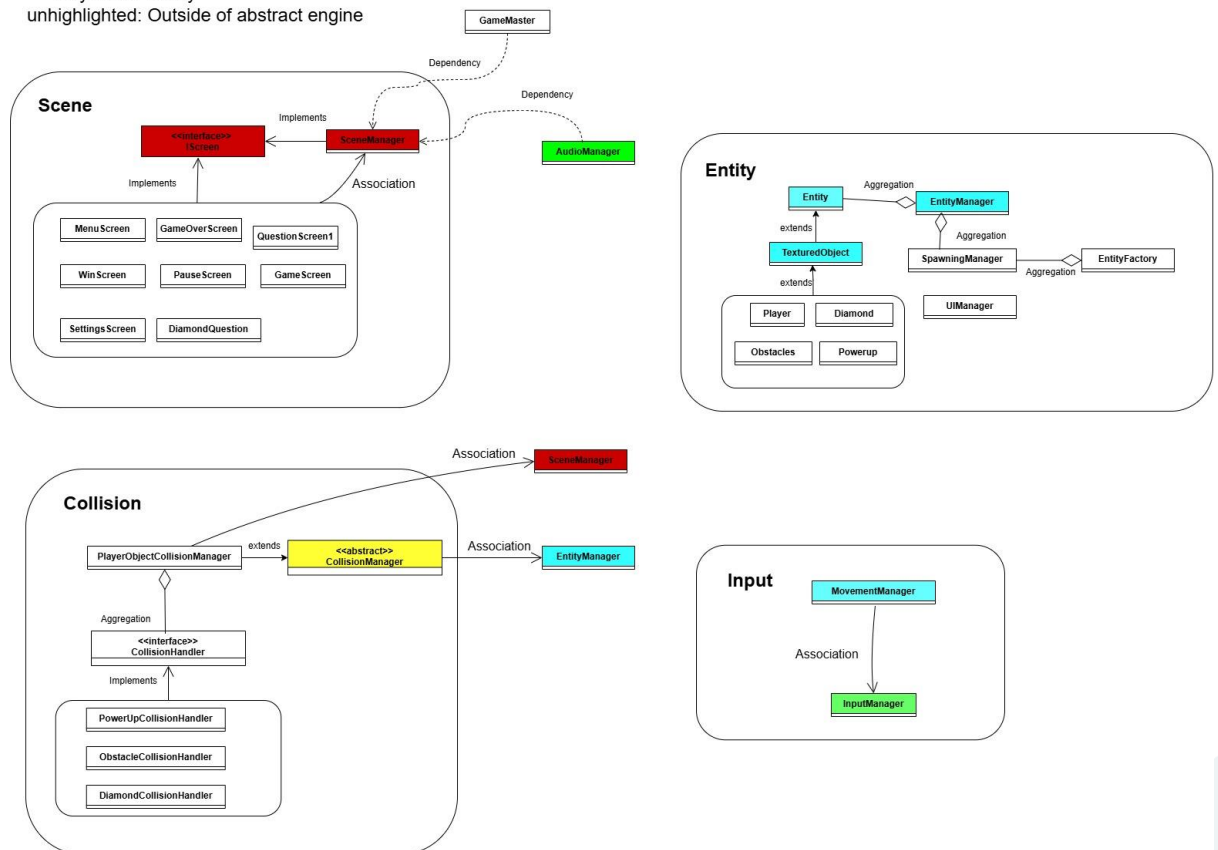 unhighlighted: Outside of abstract engine
GameMaster
Dependency
Scene
Dependency
Implements
<<interface>>
IScreen
SceneManager
AudioManager
Implements
Association
MenuScreen
GameOverScreen
QuestionScreen1
WinScreen
PauseScreen
GameScreen
SettingsScreen
DiamondQuestion
Entity
Entity
Aggregation
EntityManager
extends
Aggregation
TexturedObject
SpawningManager
EntityFactory
Aggregation
extends
UIManager
Player
Diamond
Obstacles
Powerup
Collision
Association
SceneManager
PlayerObjectCollisionManager
extends
<<abstract>>
CollisionManager
Association
EntityManager
Aggregation
<<interface>>
CollisionHandler
Implements
PowerUpCollisionHandler
ObstacleCollisionHandler
DiamondCollisionHandler
Input
MovementManager
Association
InputManager